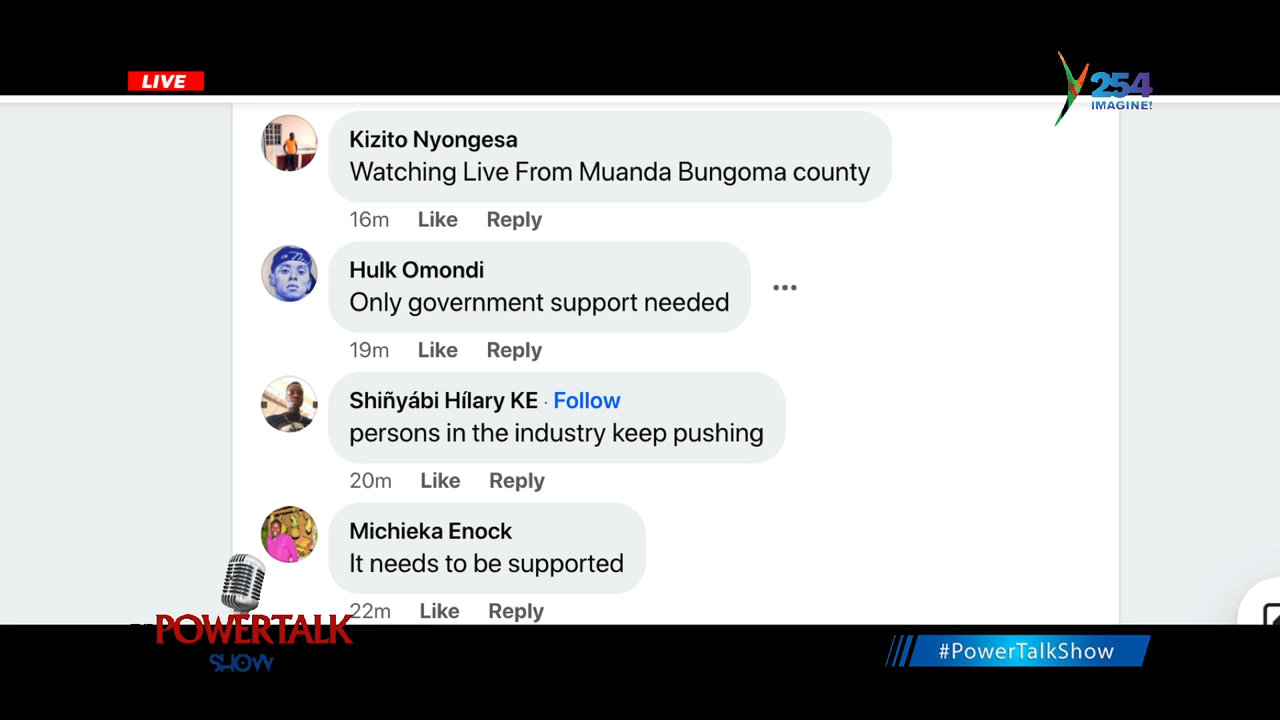 LIVE
Y254
IMAGINE!
Kizito Nyongesa
Watching Live From Muanda Bungoma county
16m Like Reply
Hulk Omondi
Only government support needed
19m Like Reply
Shiñyábi Hílary KE · Follow
persons in the industry keep pushing
20m Like Reply
Michieka Enock
It needs to be supported
22m Like Reply
POWERTALK
SHOW
#PowerTalkShow